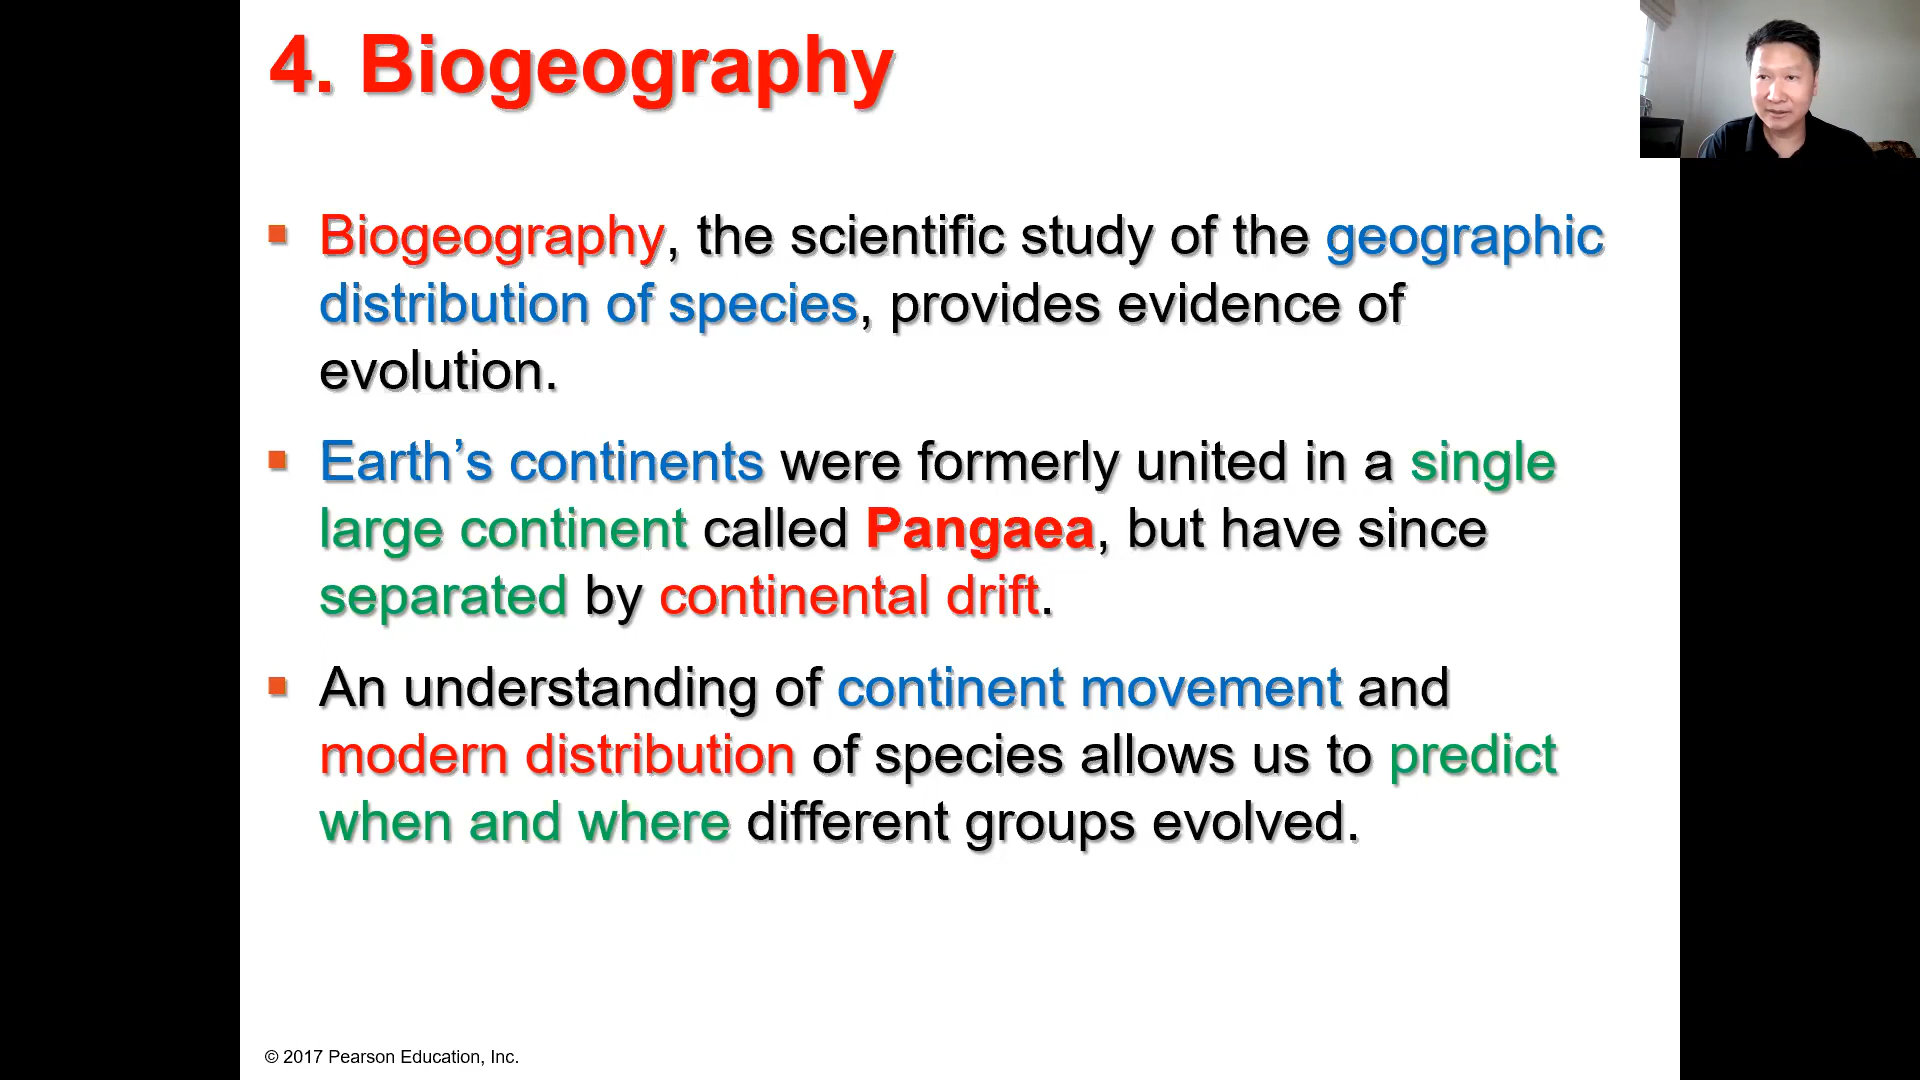 4. Biogeography
Biogeography, the scientific study of the geographic
distribution of species, provides evidence of
evolution.
Earth’s continents were formerly united in a single
large continent called Pangaea, but have since
separated by continental drift.
An understanding of continent movement and
modern distribution of species allows us to predict
when and where different groups evolved.
© 2017 Pearson Education, Inc.